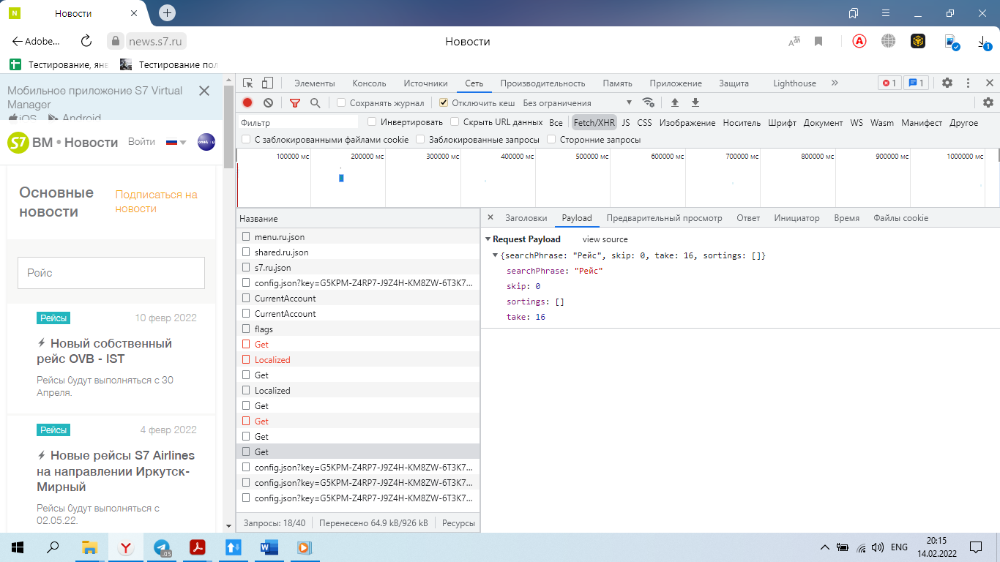 N Новости
Adobe... news.s7.ru Новости
Тестирование, янв Тестирование пол
Мобильное приложение S7 Virtual
Manager
iOS Android
S7 ВМ • Новости Войти
Основные
новости
Подписаться на
новости
Рейс
Рейсы 10 февр 2022
Новый собственный
рейс OVB - IST
Рейсы будут выполняться с 30
Апреля.
Рейсы 4 февр 2022
Новые рейсы S7 Airlines
на направлении Иркутск-
Мирный
Рейсы будут выполняться с
02.05.22.
Элементы Консоль Источники Сеть Производительность Память Приложение Защита Lighthouse » 1 1
Сохранять журнал Отключить кеш Без ограничения
Фильтр Инвертировать Скрыть URL данных Все Fetch/XHR JS CSS Изображение Носитель Шрифт Документ WS Wasm Манифест Другое
С заблокированными файлами cookie Заблокированные запросы Сторонние запросы
100000 мс 200000 мс 300000 мс 400000 мс 500000 мс 600000 мс 700000 мс 800000 мс 900000 мс 1000000 мс
Название
menu.ru.json
shared.ru.json
s7.ru.json
config.json?key=G5KPM-Z4RP7-J9Z4H-KM8ZW-6T3K7...
CurrentAccount
CurrentAccount
flags
Get
Localized
Get
Localized
Get
Get
Get
Get
config.json?key=G5KPM-Z4RP7-J9Z4H-KM8ZW-6T3K7...
config.json?key=G5KPM-Z4RP7-J9Z4H-KM8ZW-6T3K7...
config.json?key=G5KPM-Z4RP7-J9Z4H-KM8ZW-6T3K7...
Запросы: 18/40 Перенесено 64.9 kB/926 kB Ресурсы
Заголовки Payload Предварительный просмотр Ответ Инициатор Время Файлы cookie
Request Payload view source
{searchPhrase: "Рейс", skip: 0, take: 16, sortings: []}
searchPhrase: "Рейс"
skip: 0
sortings: []
take: 16
ENG
20:15
14.02.2022